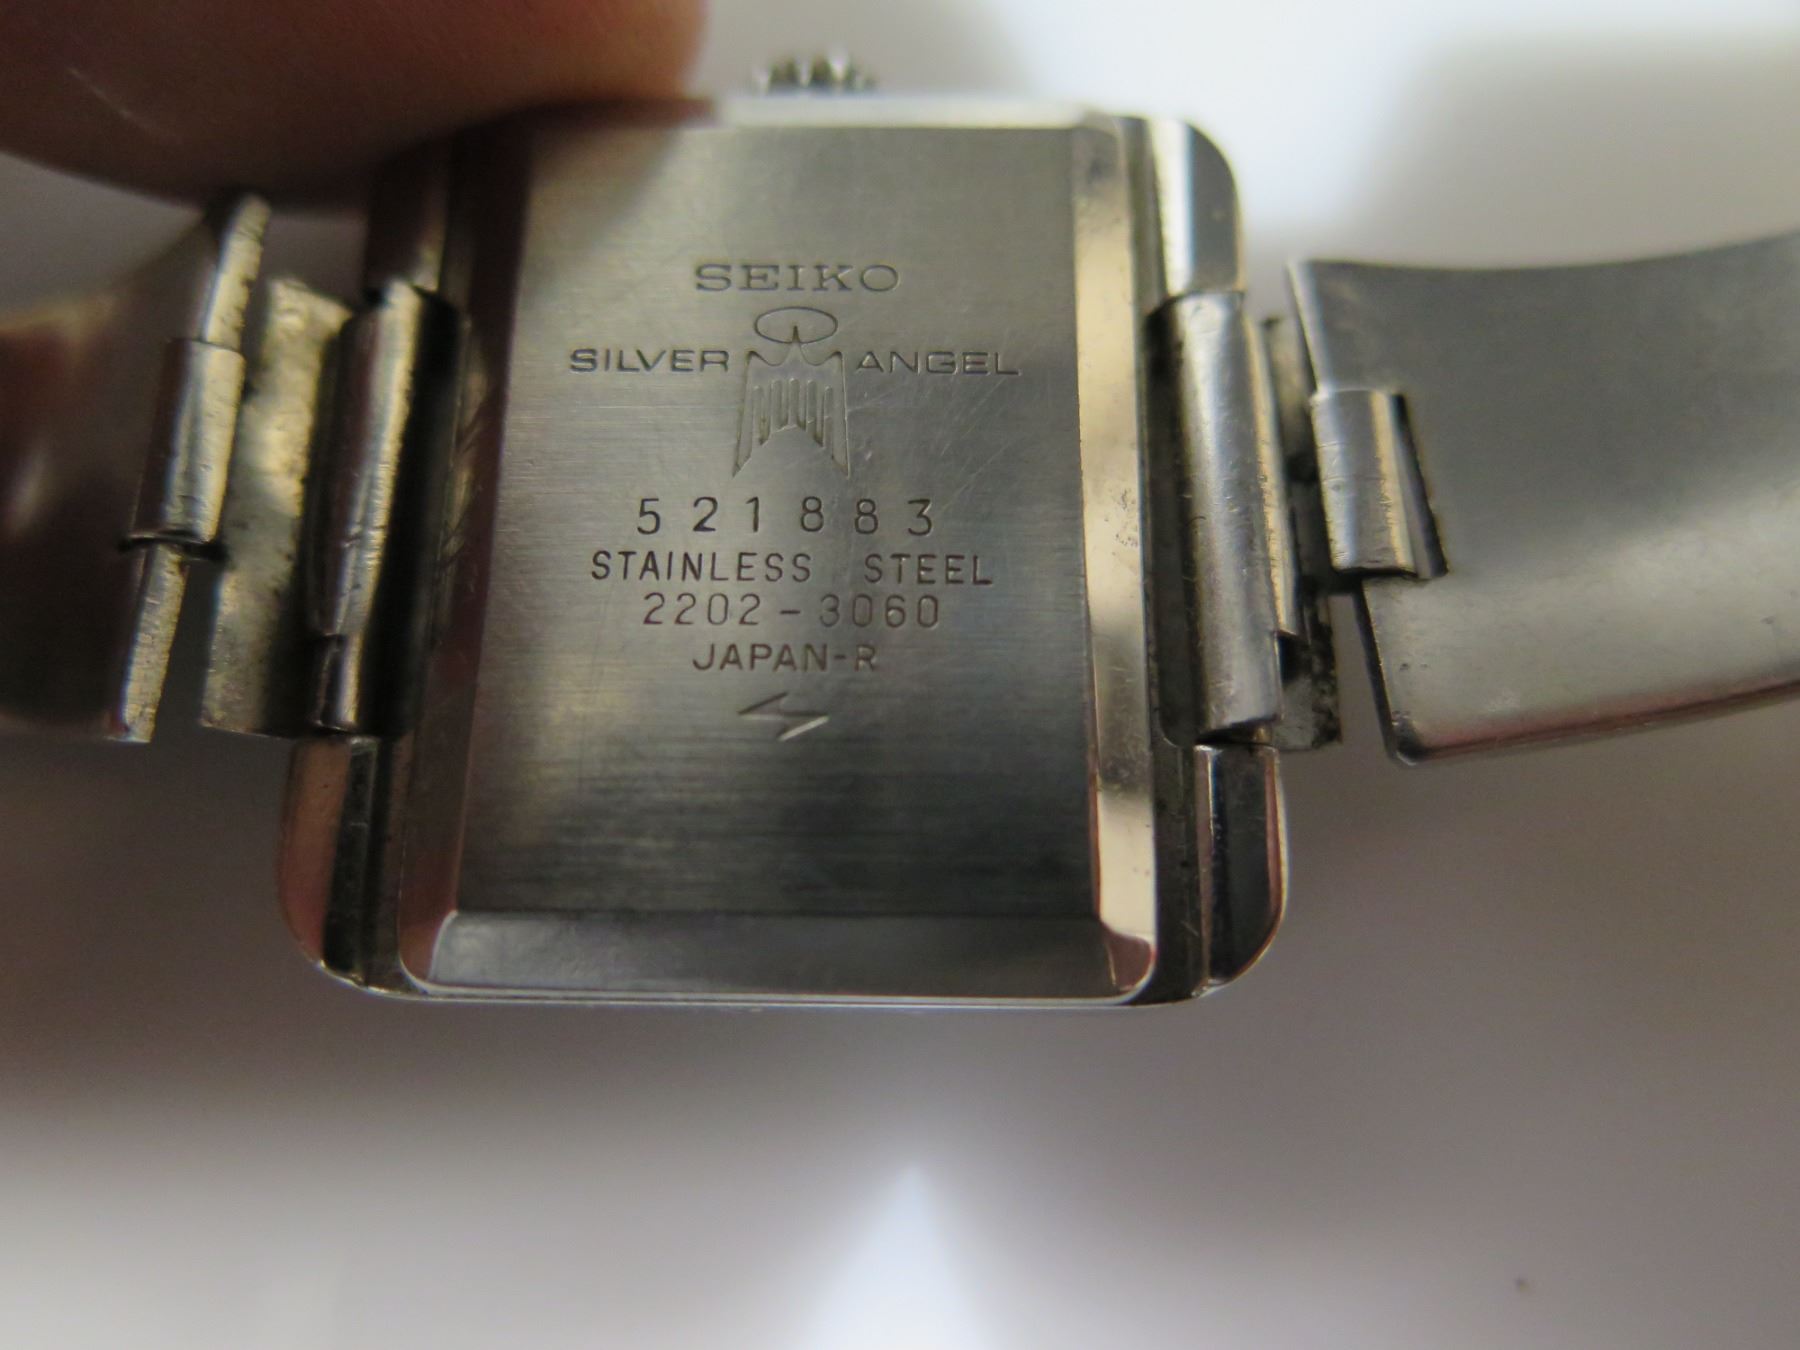 SEIKO
SILVER ANGEL
521883
STAINLESS STEEL
2202-3060
JAPAN-R